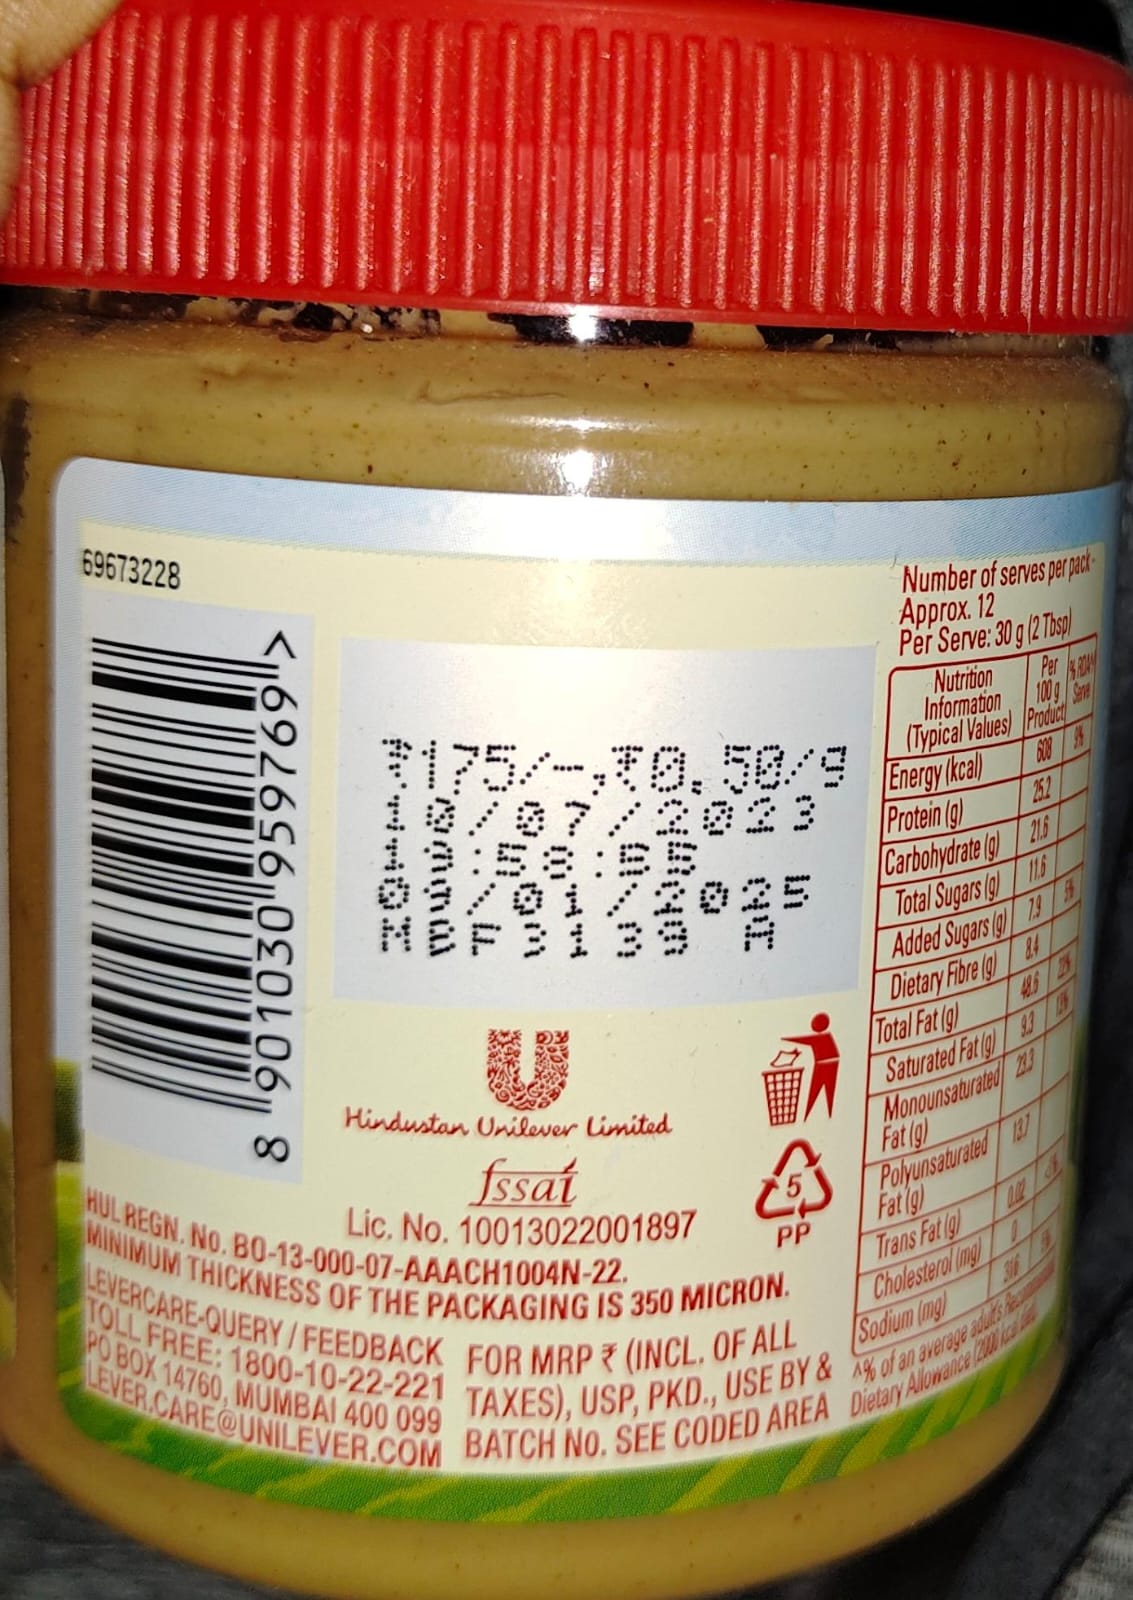 69673228
8 901030 959769 >
₹175/-,₹0.50/g
18/07/2023
:58:
/01/2025
F 3139 A
Hindustan Unilever Limited
fssai
Lic. No. 10013022001897
5
PP
HUL REGN. No. BO-13-000-07-AAACH1004N-22.
MINIMUM THICKNESS OF THE PACKAGING IS 350 MICRON.
LEVERCARE-QUERY / FEEDBACK
TOLL FREE: 1800-10-22-221
PO BOX 14760, MUMBAI 400 099
LEVER.CARE@UNILEVER.COM
FOR MRP ₹ (INCL. OF ALL
TAXES), USP, PKD., USE BY &
BATCH No. SEE CODED AREA
Number of serves per pack -
Approx. 12
Per Serve: 30 g (2 Tbsp)
Nutrition Information (Typical Values) Per 100 g Product % RDA^ Serve
Energy (kcal) 608 9%
Protein (g) 25.2
Carbohydrate (g) 21.6
Total Sugars (g) 11.6
Added Sugars (g) 7.9 5%
Dietary Fibre (g) 8.4
Total Fat (g) 48.6 22%
Saturated Fat (g) 9.3 13%
Monounsaturated Fat (g) 23.3
Polyunsaturated Fat (g) 13.7
Trans Fat (g) 0.02 <1%
Cholesterol (mg) 0
Sodium (mg) 316 5%
^% of an average adult's
Dietary Allowance (2000 kcal diet)